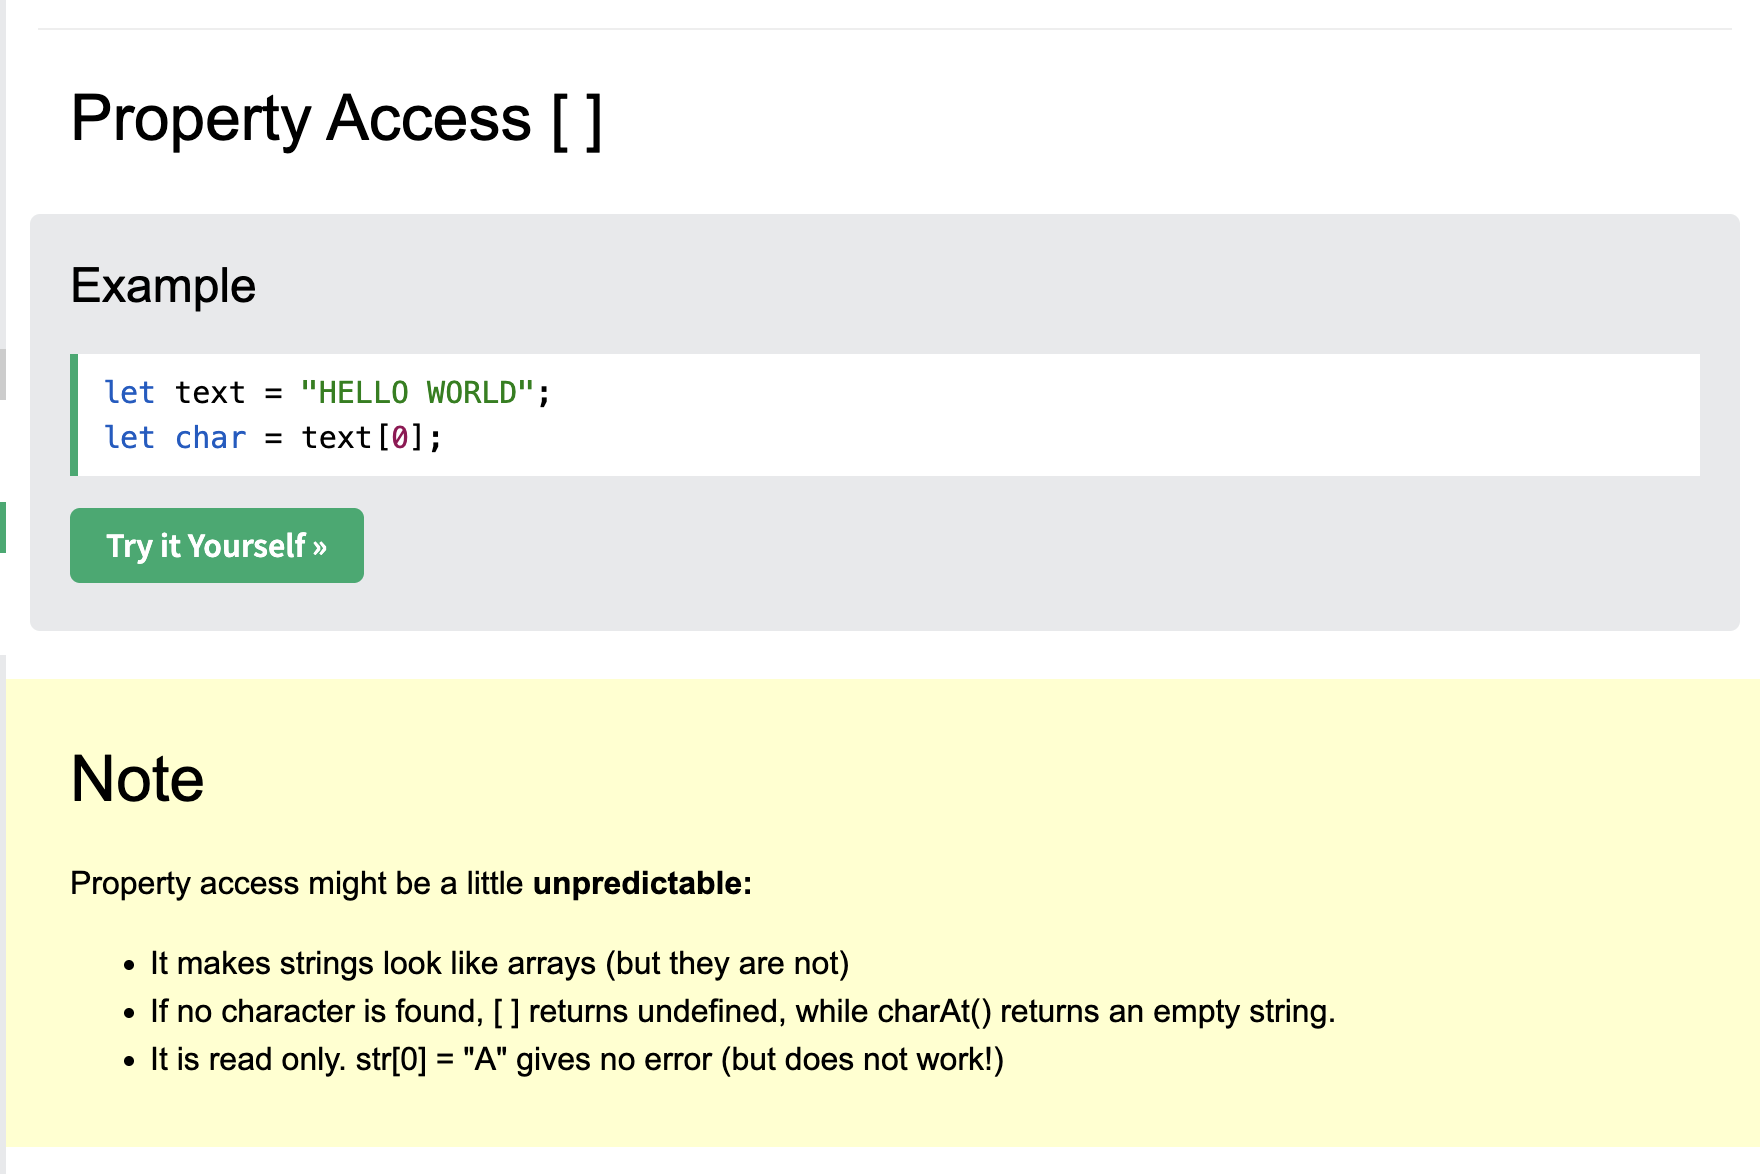 Property Access [ ]
Example
let text = "HELLO WORLD";
let char = text[0];
Try it Yourself »
Note
Property access might be a little unpredictable:
• It makes strings look like arrays (but they are not)
• If no character is found, [ ] returns undefined, while charAt() returns an empty string.
• It is read only. str[0] = "A" gives no error (but does not work!)